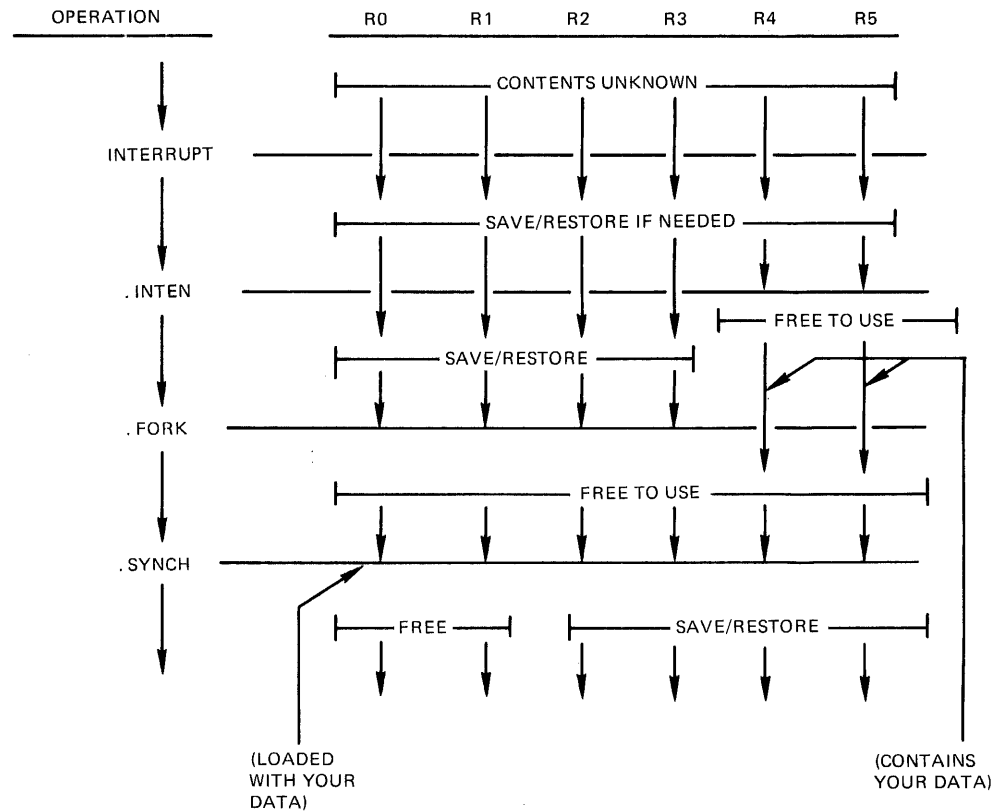 OPERATION R0 R1 R2 R3 R4 R5
CONTENTS UNKNOWN
INTERRUPT
SAVE/RESTORE IF NEEDED
.INTEN
FREE TO USE
SAVE/RESTORE
.FORK
FREE TO USE
.SYNCH
FREE SAVE/RESTORE
(LOADED
WITH YOUR
DATA)
(CONTAINS
YOUR DATA)